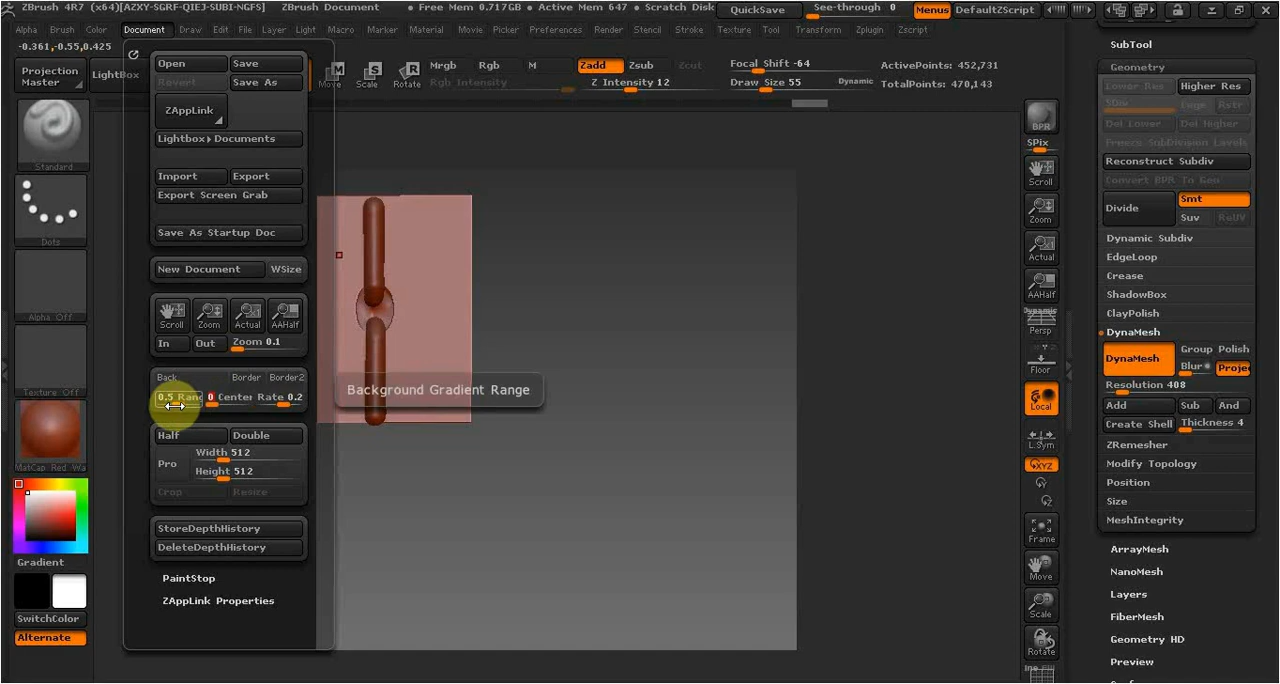 ZBrush 4R7 (x64)[AZXY-SGRF-QIEJ-SUBI-NGFS] ZBrush Document • Free Mem 0.717GB • Active Mem 647 • Scratch Disk QuickSave See-through 0 Menus DefaultZScript
Alpha Brush Color Document Draw Edit File Layer Light Macro Marker Material Movie Picker Preferences Render Stencil Stroke Texture Tool Transform Zplugin Zscript
-0.361,-0.55,0.425
Projection Master
LightBox
Move Scale Rotate
Mrgb Rgb M
Rgb Intensity
Zadd Zsub Zcut
Z Intensity 12
Focal Shift -64
Draw Size 55 Dynamic
ActivePoints: 452,731
TotalPoints: 470,143
Open Save
Revert Save As
ZAppLink
Lightbox Documents
Import Export
Export Screen Grab
Save As Startup Doc
New Document WSize
Scroll Zoom Actual AAHalf
In Out Zoom 0.1
Back Border Border2
0.5 Rang 0 Center Rate 0.2
Half Double
Pro
Width 512
Height 512
Crop Resize
StoreDepthHistory
DeleteDepthHistory
PaintStop
ZAppLink Properties
Background Gradient Range
Standard
Dots
Alpha Off
Texture Off
MatCap Red Wa
Gradient
SwitchColor
Alternate
BPR
SPix
Scroll
Zoom
Actual
AAHalf
Dynamic
Persp
Floor
Local
L.Sym
XYZ
Frame
Move
Scale
Rotate
SubTool
Geometry
Lower Res Higher Res
SDiv Cage Rstr
Del Lower Del Higher
Freeze SubDivision Levels
Reconstruct Subdiv
Convert BPR To Geo
Divide
Smt
Suv ReUV
Dynamic Subdiv
EdgeLoop
Crease
ShadowBox
ClayPolish
DynaMesh
DynaMesh
Group Polish
Blur Proje
Resolution 408
Add Sub And
Create Shell Thickness 4
ZRemesher
Modify Topology
Position
Size
MeshIntegrity
ArrayMesh
NanoMesh
Layers
FiberMesh
Geometry HD
Preview